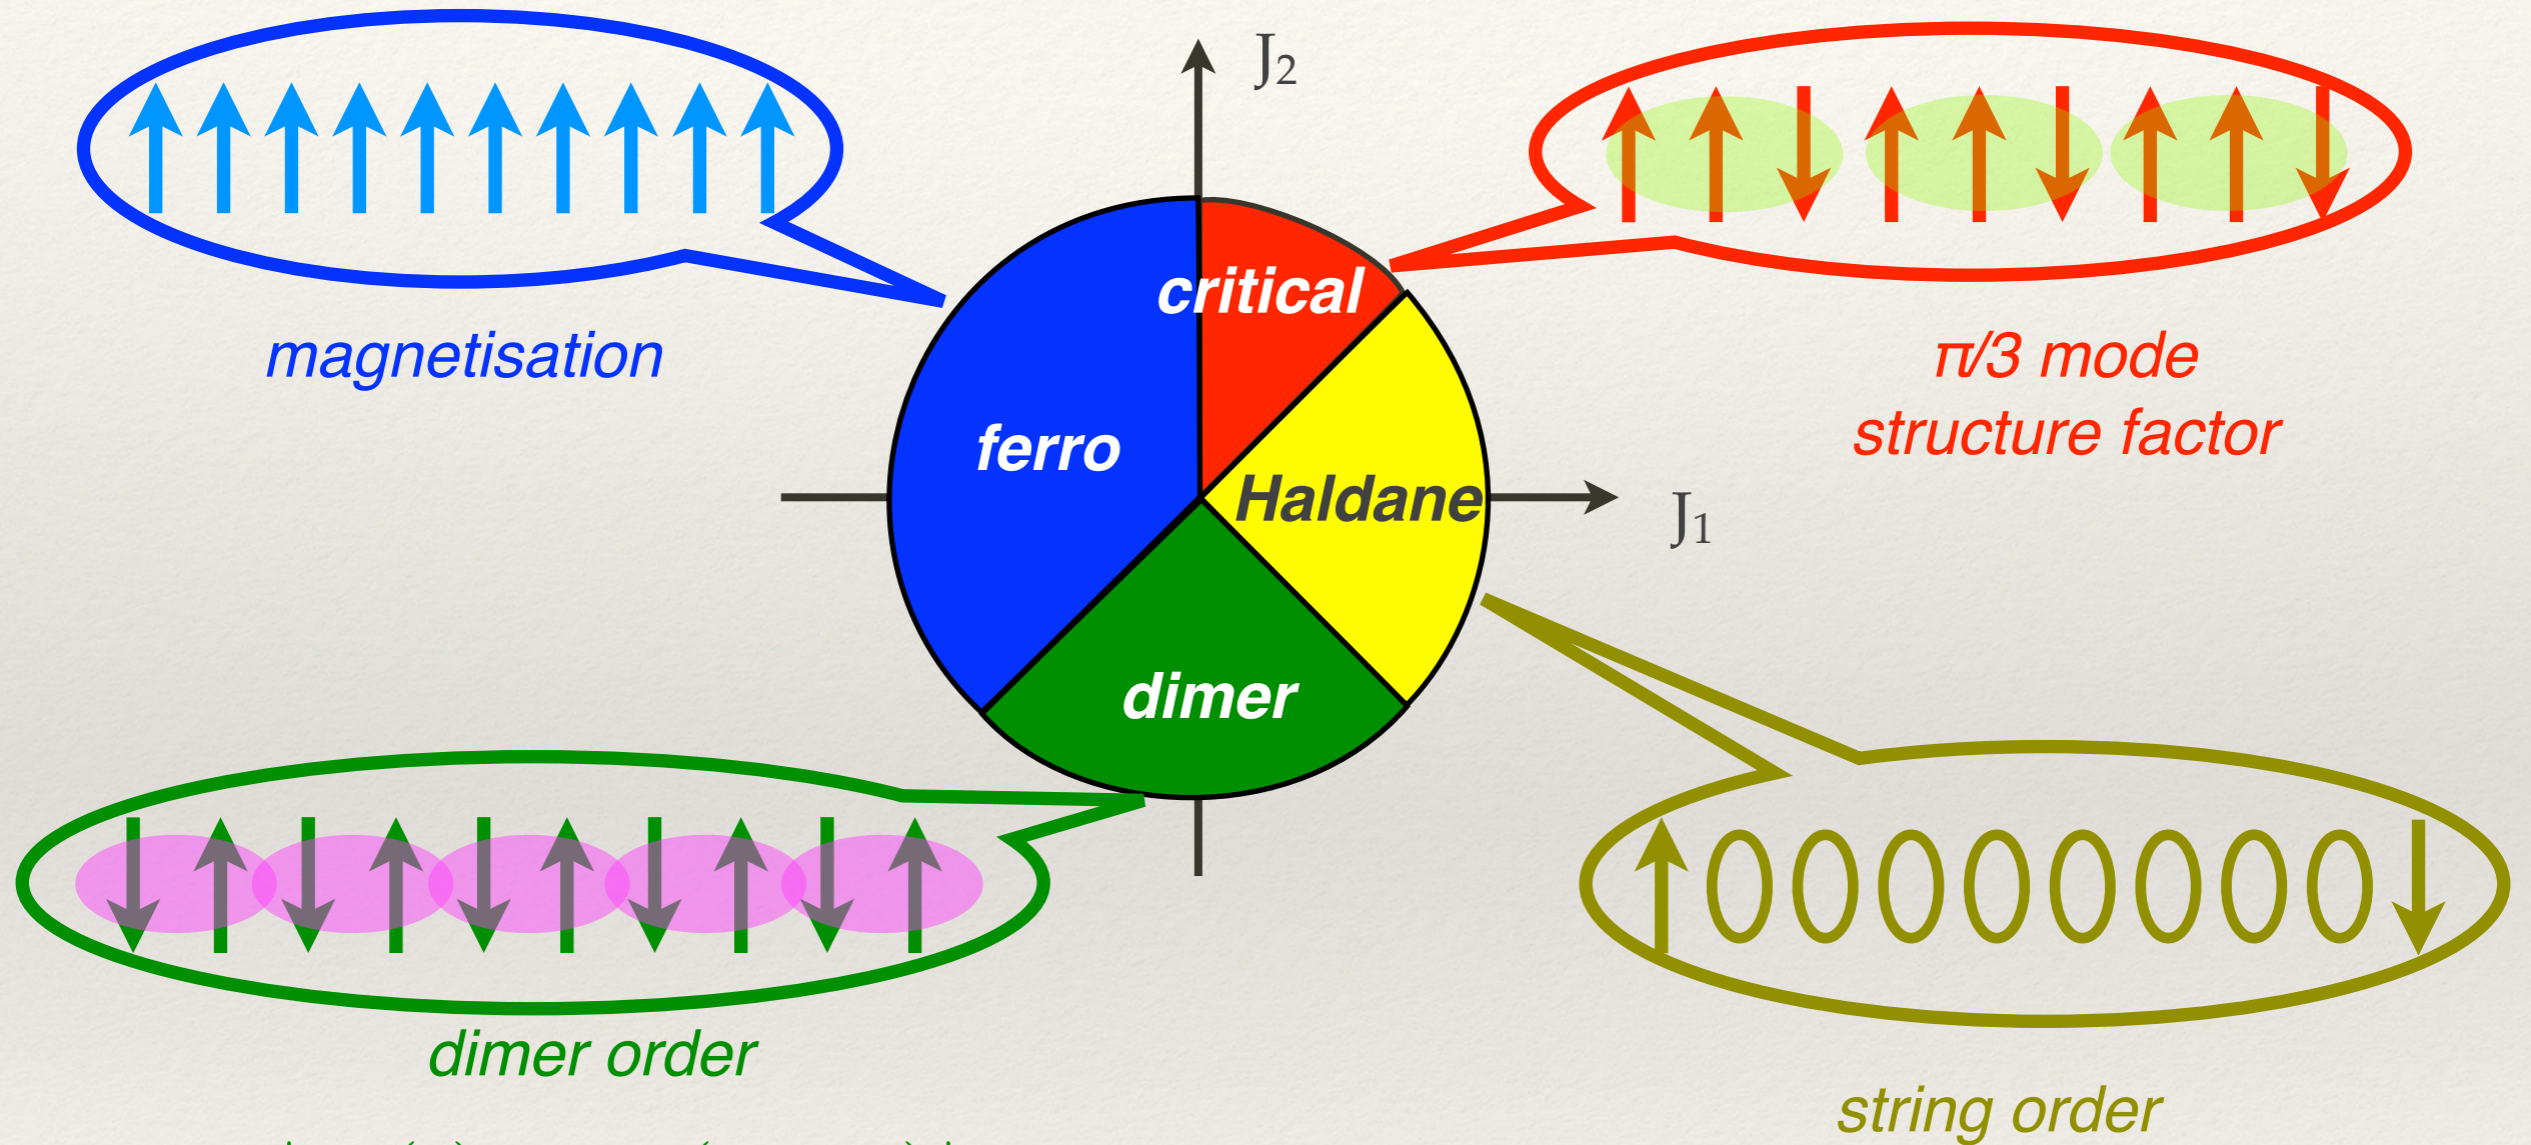 J₂
magnetisation
critical
π/3 mode
structure factor
ferro
Haldane
J₁
dimer
dimer order
string order